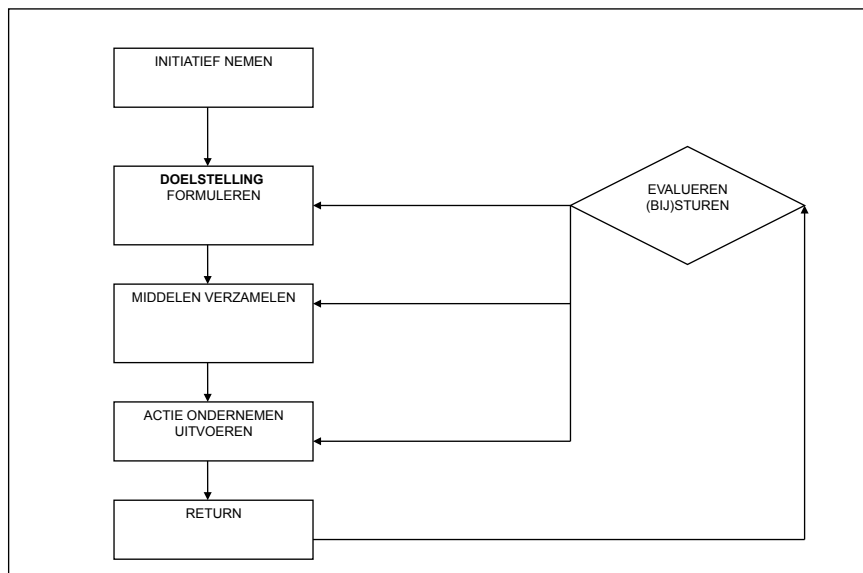 INITIATIEF NEMEN
DOELSTELLING
FORMULEREN
EVALUEREN
(BIJ)STUREN
MIDDELEN VERZAMELEN
ACTIE ONDERNEMEN
UITVOEREN
RETURN